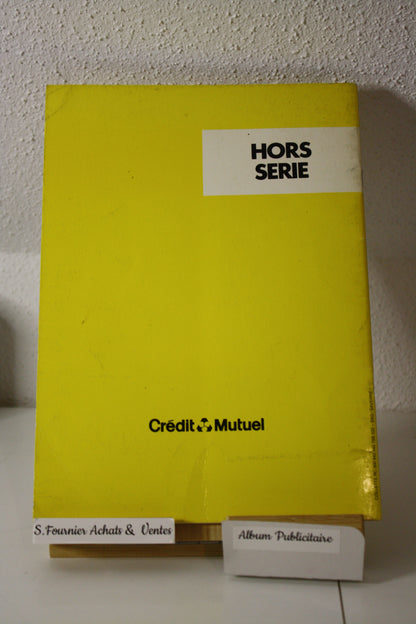 HORS
SERIE
Crédit Mutuel
S.Fournier Achats & Ventes
Album Publicitaire